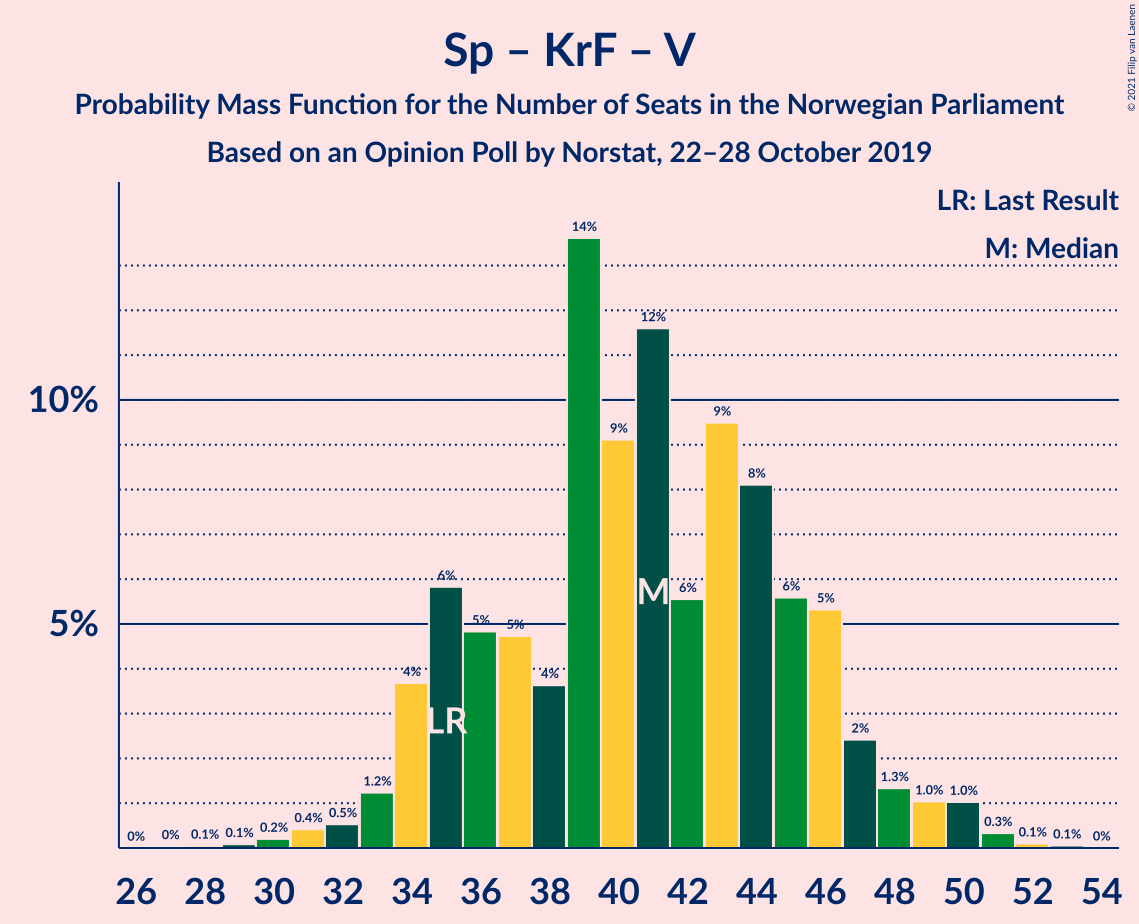 Sp – KrF – V
Probability Mass Function for the Number of Seats in the Norwegian Parliament
Based on an Opinion Poll by Norstat, 22–28 October 2019
© 2021 Filip van Laenen
LR: Last Result
M: Median
10%
5%
0% 0% 0.1% 0.1% 0.2% 0.4% 0.5% 1.2% 4% 6% 5% 5% 4% 14% 9% 12% 6% 9% 8% 6% 5% 2% 1.3% 1.0% 1.0% 0.3% 0.1% 0.1% 0%
LR
M
26 28 30 32 34 36 38 40 42 44 46 48 50 52 54